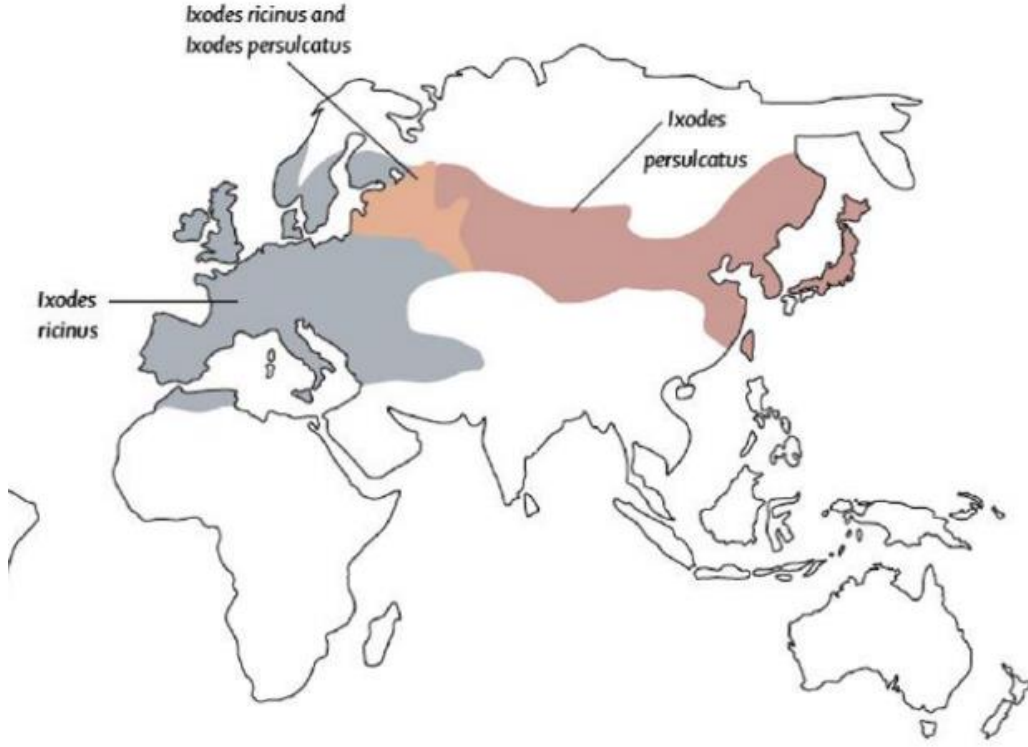 Ixodes ricinus and
Ixodes persulcatus
Ixodes
persulcatus
Ixodes
ricinus